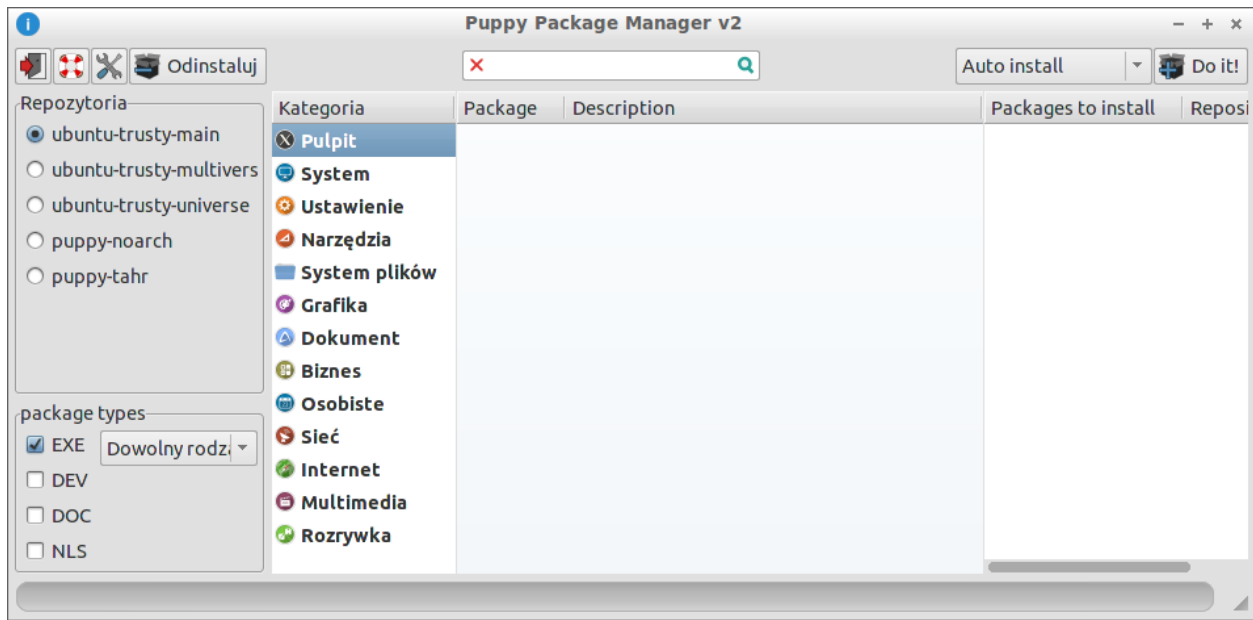 Puppy Package Manager v2
Odinstaluj
Auto install
Do it!
Repozytoria
ubuntu-trusty-main
ubuntu-trusty-multivers
ubuntu-trusty-universe
puppy-noarch
puppy-tahr
package types
EXE
Dowolny rodza
DEV
DOC
NLS
Kategoria
Pulpit
System
Ustawienie
Narzędzia
System plików
Grafika
Dokument
Biznes
Osobiste
Sieć
Internet
Multimedia
Rozrywka
Package
Description
Packages to install
Reposi